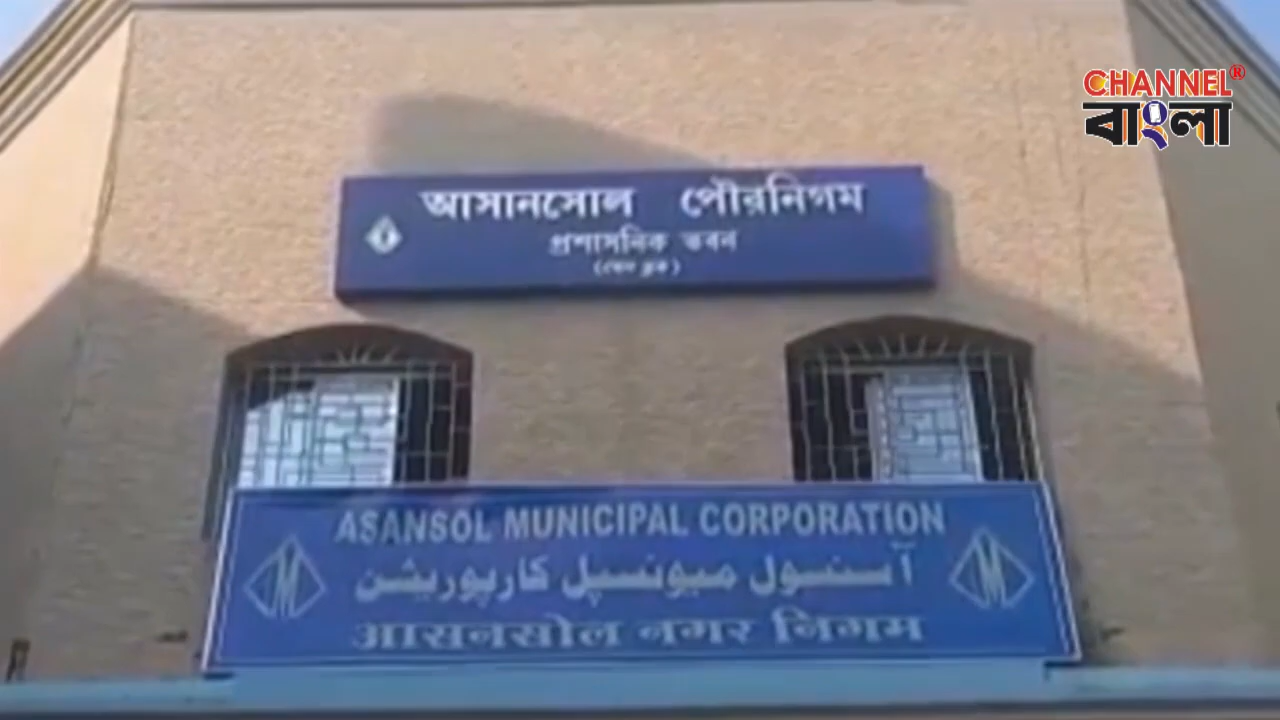 CHANNEL®
বাংলা
আসানসোল পৌরনিগম
প্রশাসনিক ভবন
ASANSOL MUNICIPAL CORPORATION
آسنسول میونسپل کارپوریشن
आसनसोल नगर निगम